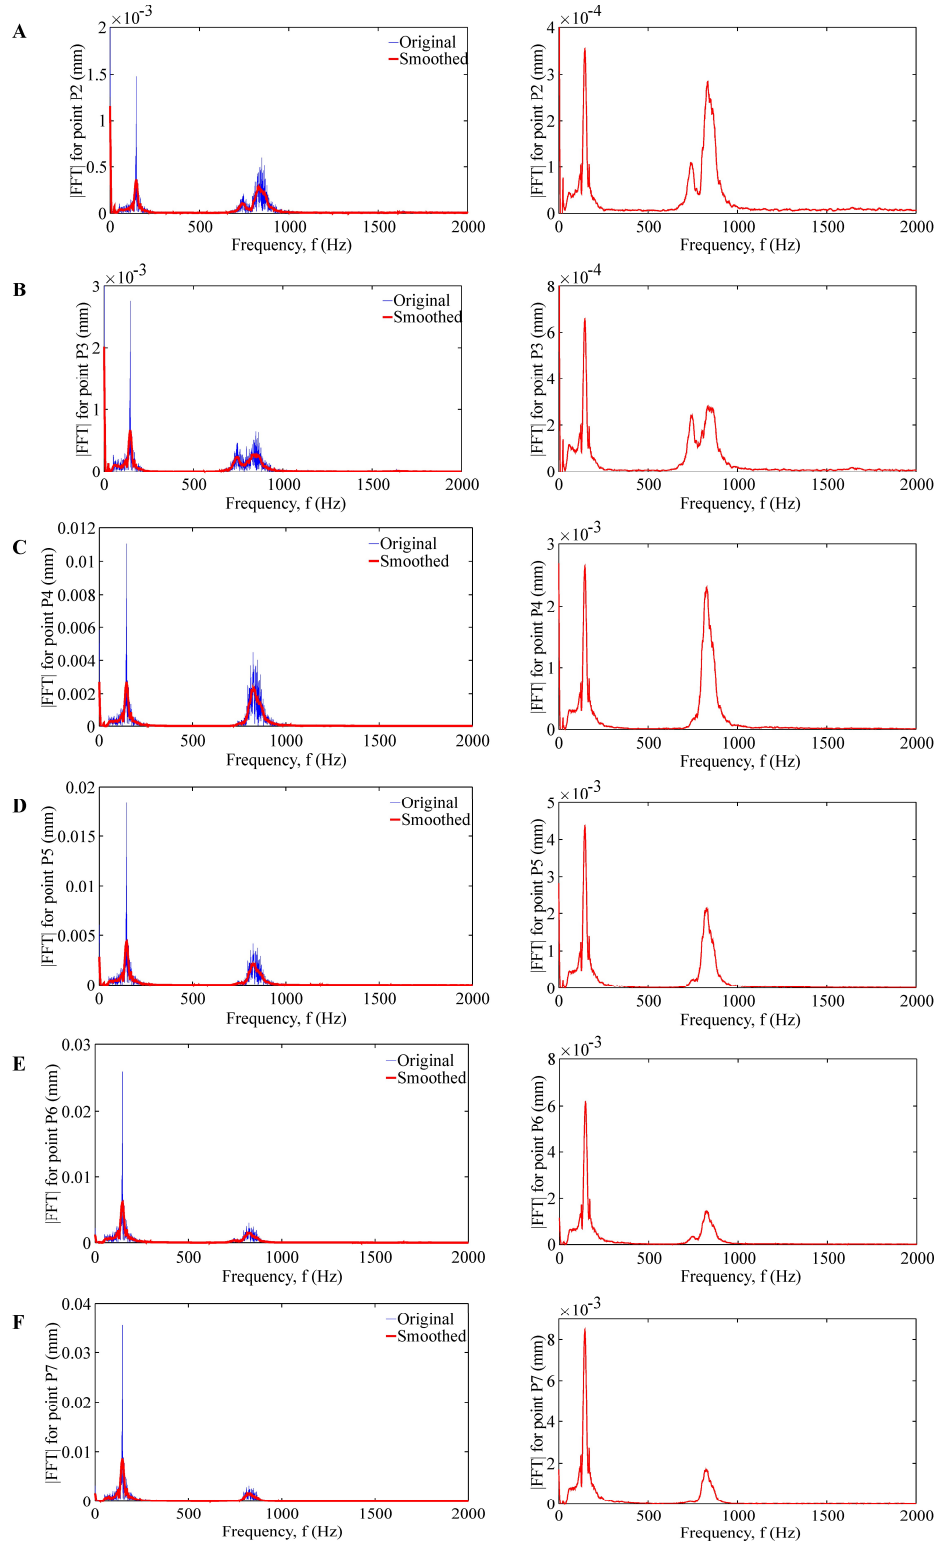 A
×10-3
2
1.5
1
0.5
0
|FFT| for point P2 (mm)
Original
Smoothed
0 500 1000 1500 2000
Frequency, f (Hz)
×10-4
4
3
2
1
0
|FFT| for point P2 (mm)
0 500 1000 1500 2000
Frequency, f (Hz)
B
×10-3
3
2
1
0
|FFT| for point P3 (mm)
Original
Smoothed
0 500 1000 1500 2000
Frequency, f (Hz)
×10-4
8
6
4
2
0
|FFT| for point P3 (mm)
0 500 1000 1500 2000
Frequency, f (Hz)
C
0.012
0.01
0.008
0.006
0.004
0.002
0
|FFT| for point P4 (mm)
Original
Smoothed
0 500 1000 1500 2000
Frequency, f (Hz)
×10-3
3
2
1
0
|FFT| for point P4 (mm)
0 500 1000 1500 2000
Frequency, f (Hz)
D
0.02
0.015
0.01
0.005
0
|FFT| for point P5 (mm)
Original
Smoothed
0 500 1000 1500 2000
Frequency, f (Hz)
×10-3
5
4
3
2
1
0
|FFT| for point P5 (mm)
0 500 1000 1500 2000
Frequency, f (Hz)
E
0.03
0.02
0.01
0
|FFT| for point P6 (mm)
Original
Smoothed
0 500 1000 1500 2000
Frequency, f (Hz)
×10-3
8
6
4
2
0
|FFT| for point P6 (mm)
0 500 1000 1500 2000
Frequency, f (Hz)
F
0.04
0.03
0.02
0.01
0
|FFT| for point P7 (mm)
Original
Smoothed
0 500 1000 1500 2000
Frequency, f (Hz)
×10-3
8
6
4
2
0
|FFT| for point P7 (mm)
0 500 1000 1500 2000
Frequency, f (Hz)